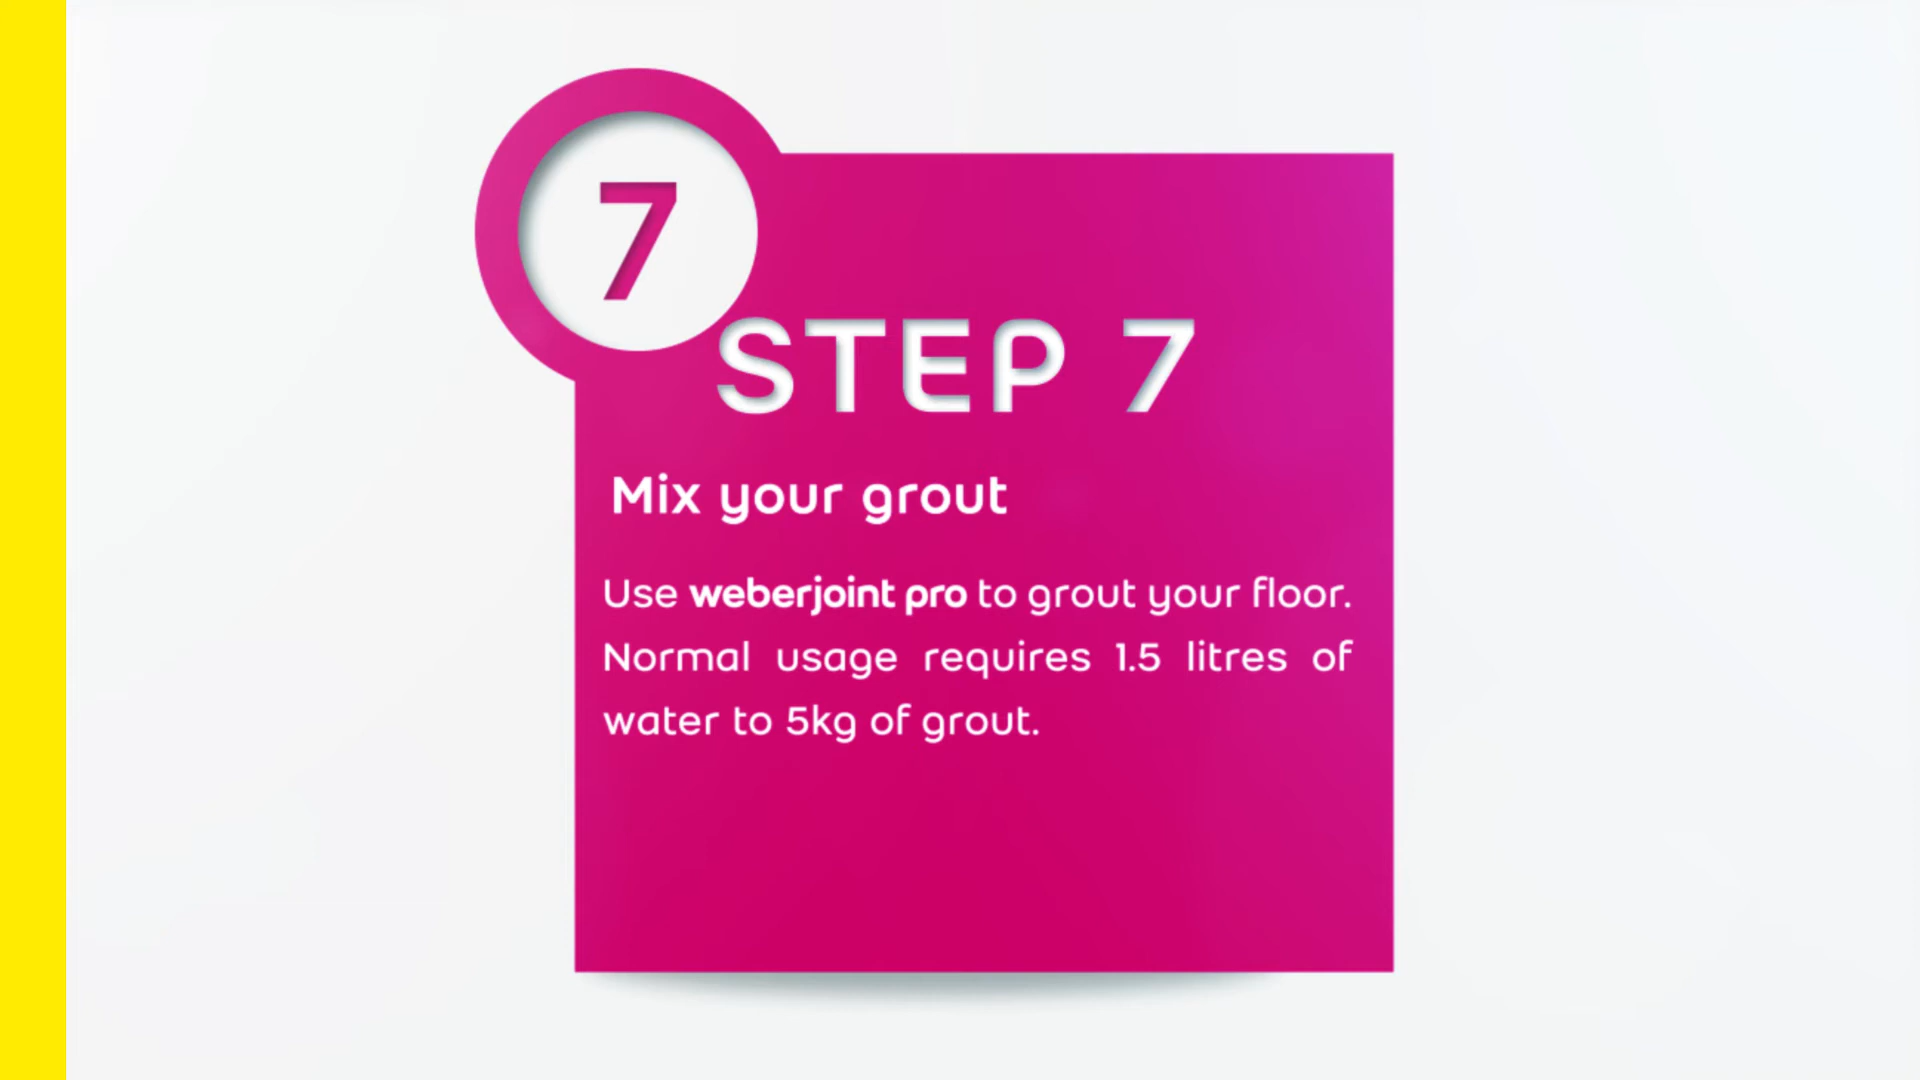 7
STEP 7
Mix your grout
Use weberjoint pro to grout your floor.
Normal usage requires 1.5 litres of
water to 5kg of grout.